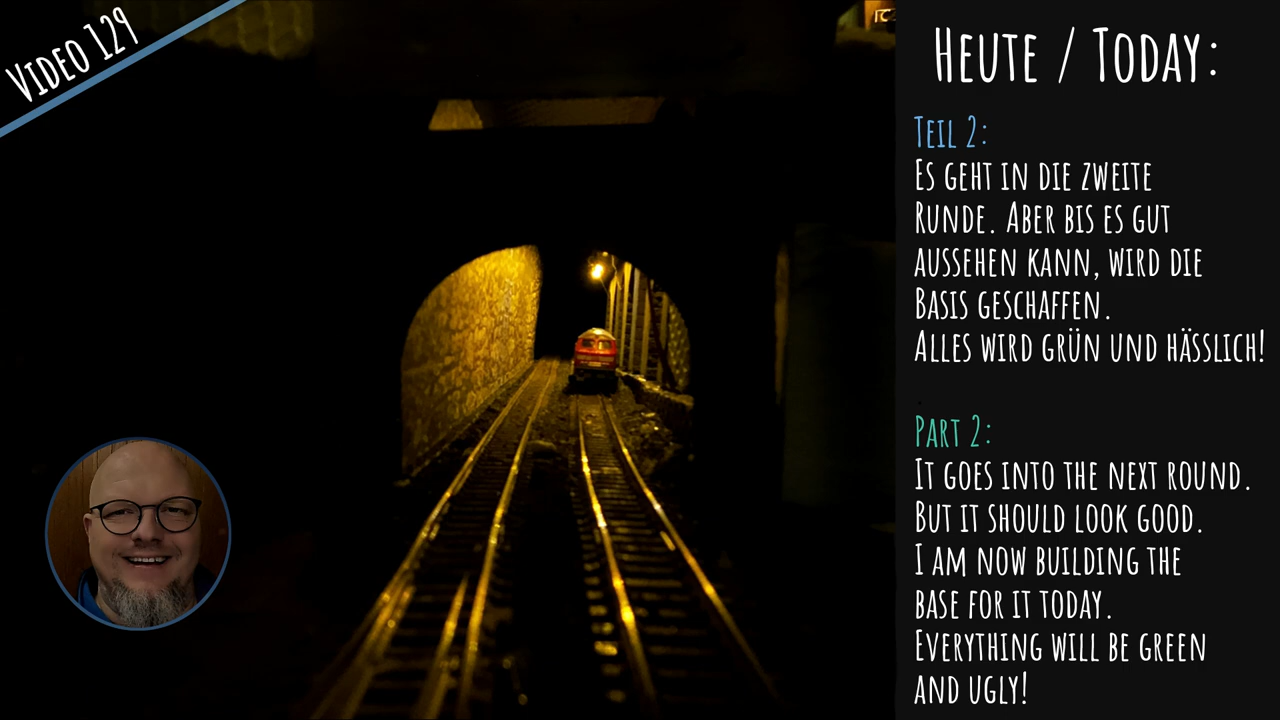 Video 129
Heute / Today:
Teil 2:
Es geht in die zweite
Runde. Aber bis es gut
aussehen kann, wird die
Basis geschaffen.
Alles wird grün und hässlich!
Part 2:
It goes into the next round.
But it should look good.
I am now building the
base for it today.
Everything will be green
and ugly!